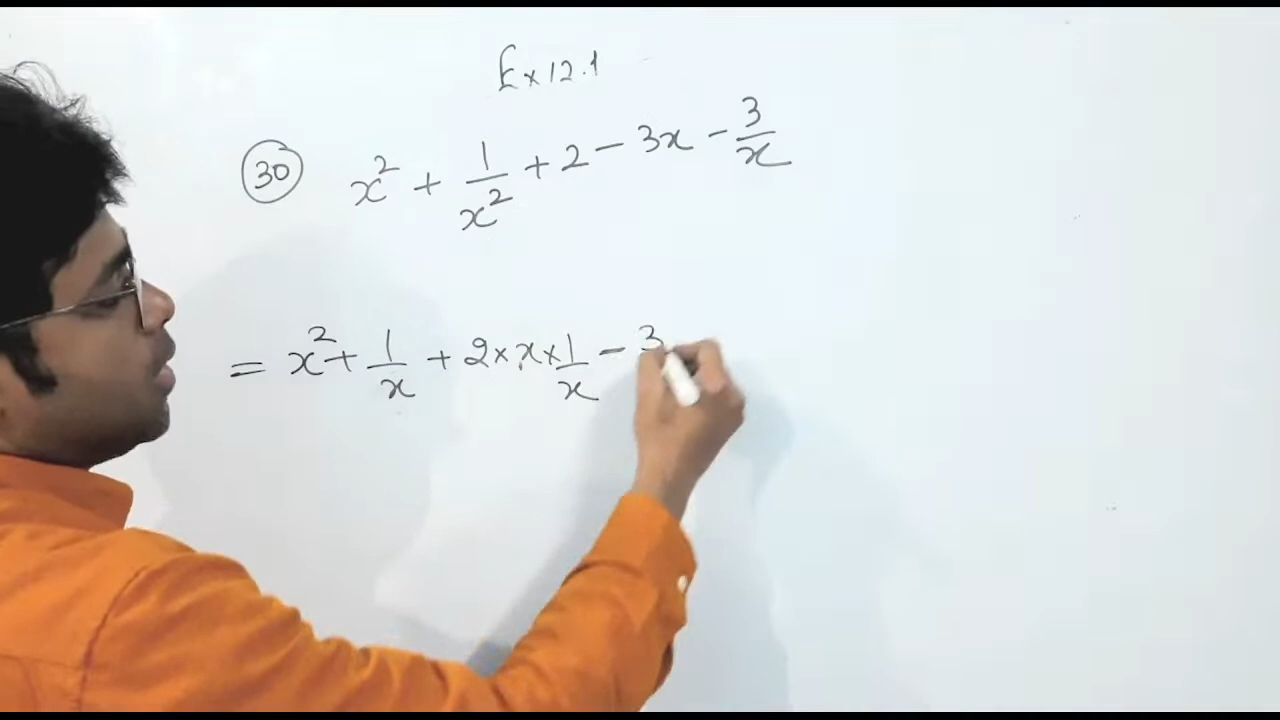 Ex 12.1
30 x² + 1/x² + 2 - 3x - 3/x
= x² + 1/x + 2 × x × 1/x - 3